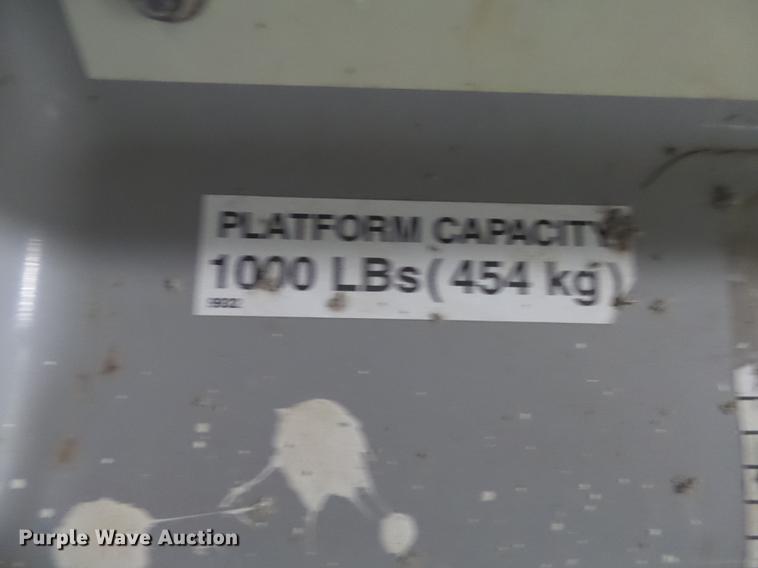 PLATFORM CAPACITY
1000 LBs (454 kg)
Purple Wave Auction